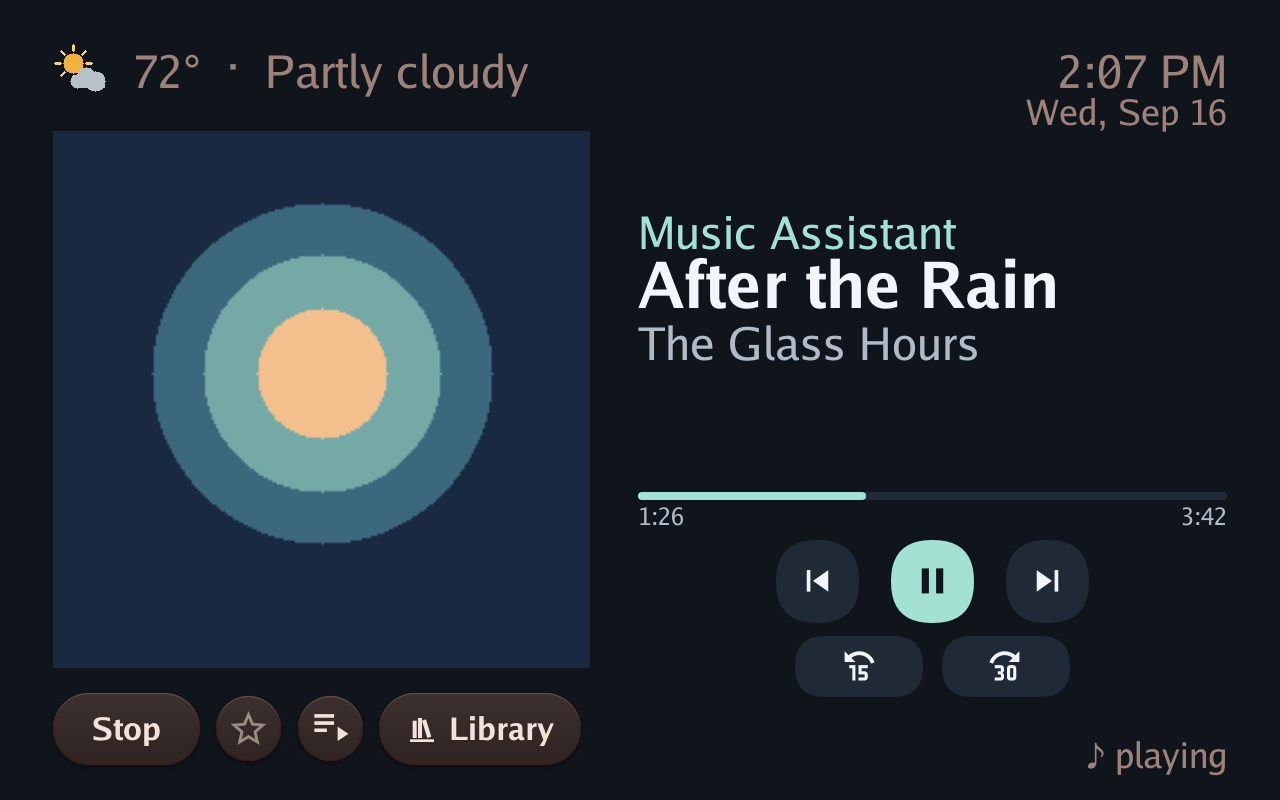 72° · Partly cloudy
2:07 PM
Wed, Sep 16
Music Assistant
After the Rain
The Glass Hours
1:26
3:42
15
30
Stop
Library
♪ playing